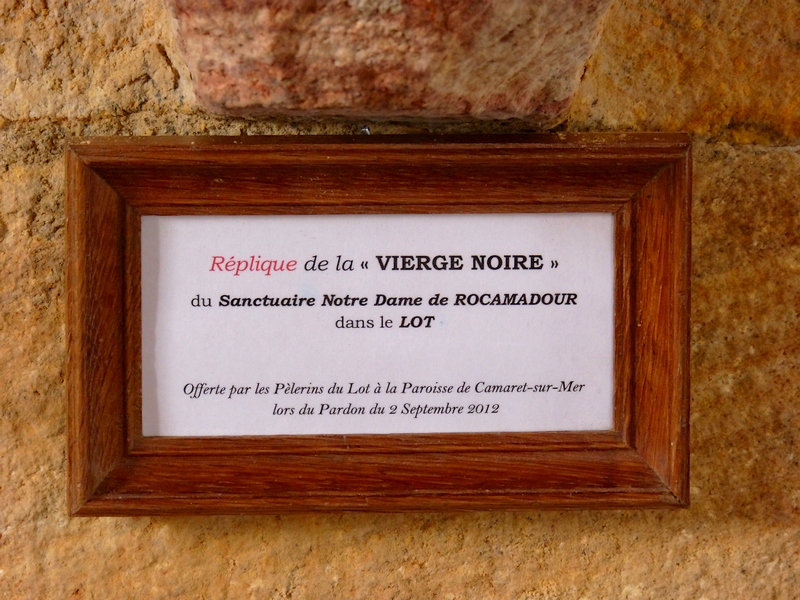 Réplique de la « VIERGE NOIRE »
du Sanctuaire Notre Dame de ROCAMADOUR
dans le LOT
Offerte par les Pèlerins du Lot à la Paroisse de Camaret-sur-Mer
lors du Pardon du 2 Septembre 2012